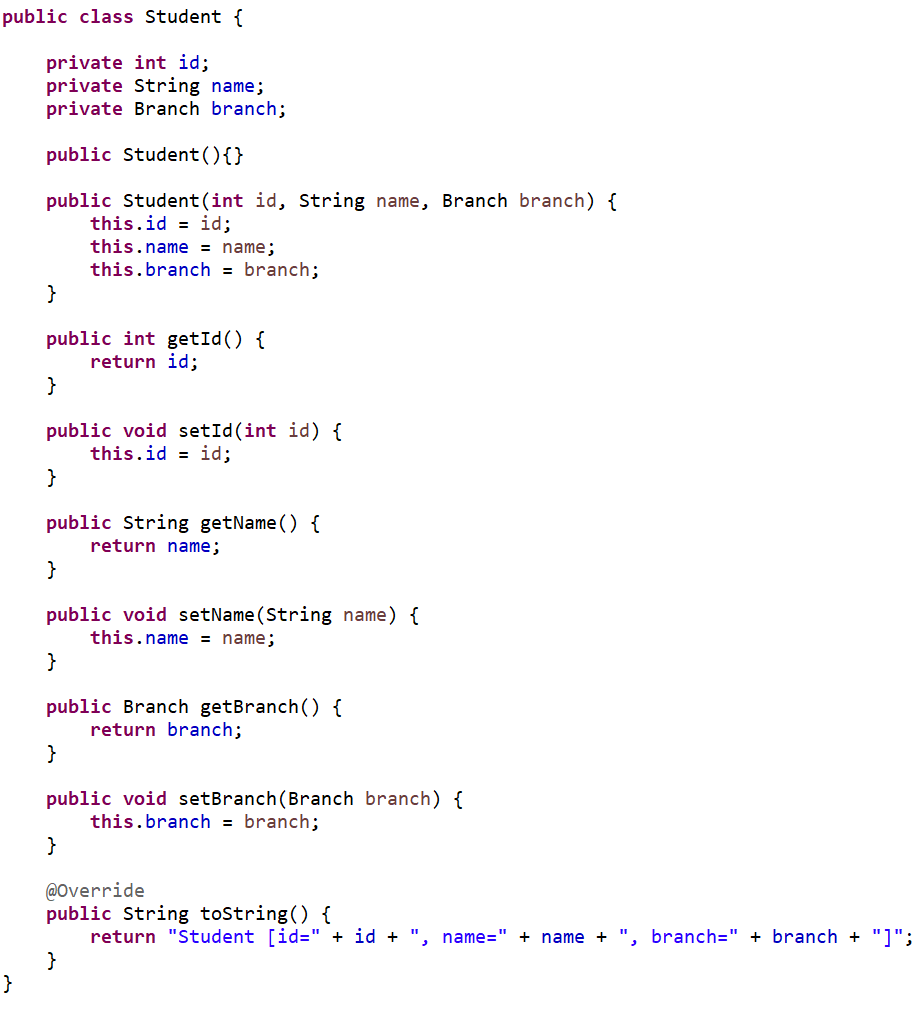 public class Student {
    private int id;
    private String name;
    private Branch branch;
    public Student(){}
    public Student(int id, String name, Branch branch) {
        this.id = id;
        this.name = name;
        this.branch = branch;
    }
    public int getId() {
        return id;
    }
    public void setId(int id) {
        this.id = id;
    }
    public String getName() {
        return name;
    }
    public void setName(String name) {
        this.name = name;
    }
    public Branch getBranch() {
        return branch;
    }
    public void setBranch(Branch branch) {
        this.branch = branch;
    }
    @Override
    public String toString() {
        return "Student [id=" + id + ", name=" + name + ", branch=" + branch + "]";
    }
}